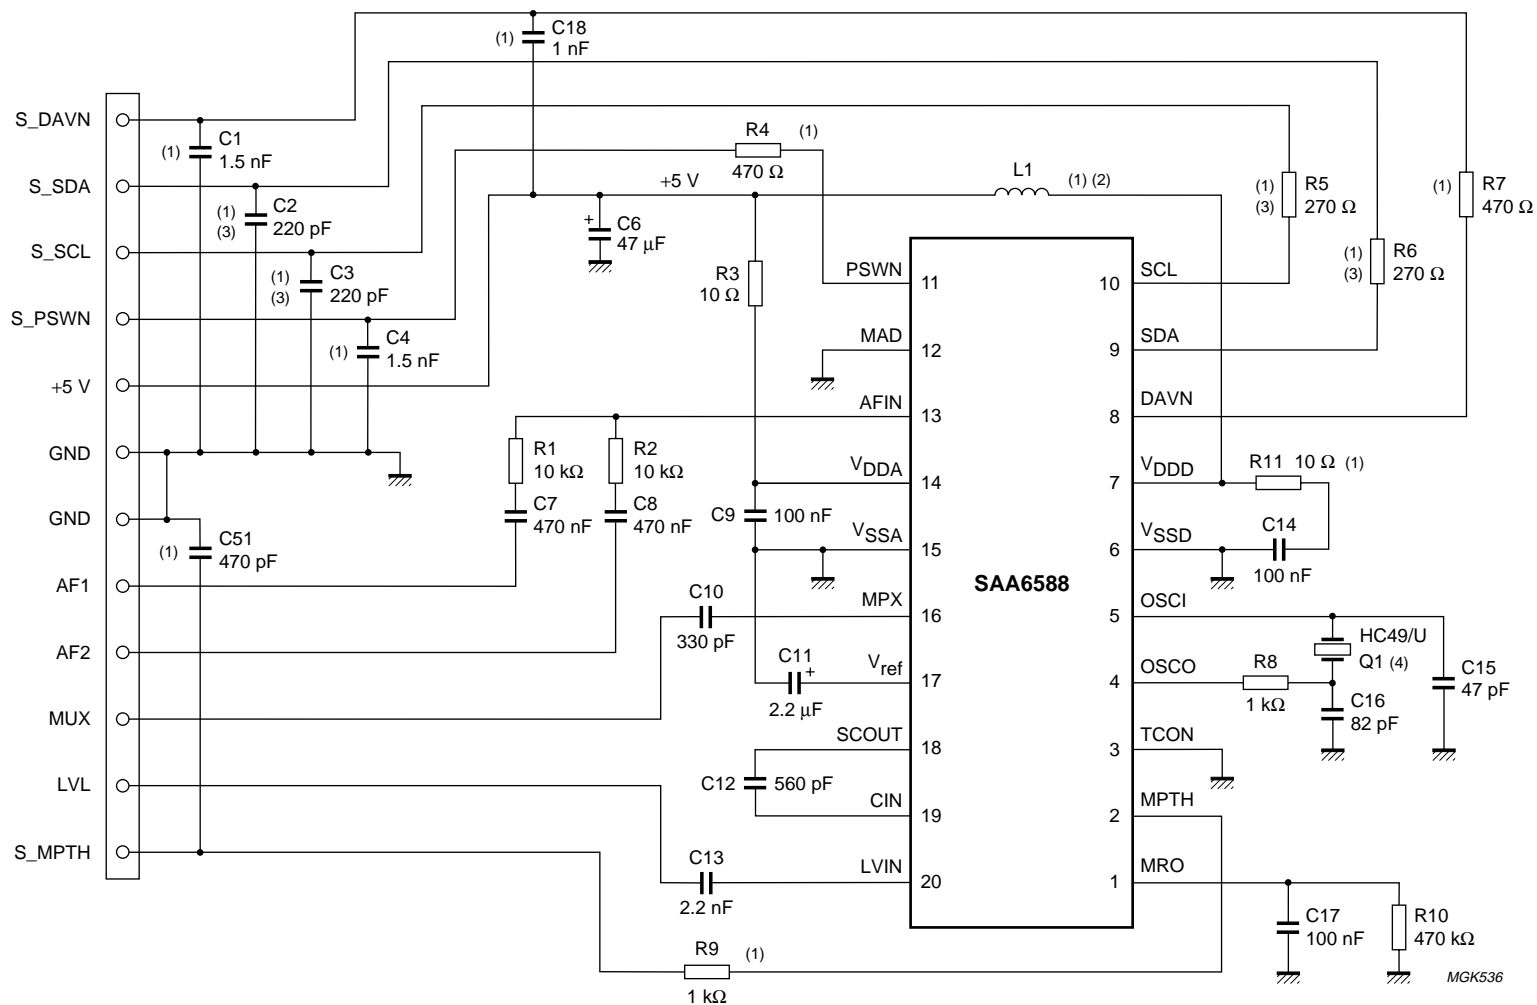 C18
(1)
1 nF
S_DAVN
C1
(1)
1.5 nF
R4
(1)
470 Ω
S_SDA
C2
(1)
(3)
220 pF
+5 V
L1
(1) (2)
(1)
(3)
R5
270 Ω
(1)
R7
470 Ω
+
C6
47 μF
S_SCL
C3
(1)
(3)
220 pF
R3
10 Ω
PSWN
11
10
SCL
(1)
(3)
R6
270 Ω
S_PSWN
C4
(1)
1.5 nF
MAD
12
9
SDA
+5 V
AFIN
13
8
DAVN
GND
R1
10 kΩ
R2
10 kΩ
VDDA
14
7
VDDD
R11
10 Ω
(1)
GND
C7
470 nF
C8
470 nF
C9
100 nF
C51
(1)
470 pF
VSSA
15
6
VSSD
C14
100 nF
AF1
SAA6588
C10
330 pF
MPX
16
5
OSCI
HC49/U
Q1 (4)
AF2
C11
+
2.2 μF
Vref
17
4
OSCO
R8
1 kΩ
C16
82 pF
C15
47 pF
MUX
SCOUT
18
3
TCON
LVL
C12
560 pF
CIN
19
2
MPTH
S_MPTH
C13
2.2 nF
LVIN
20
1
MRO
C17
100 nF
R10
470 kΩ
R9
(1)
1 kΩ
MGK536